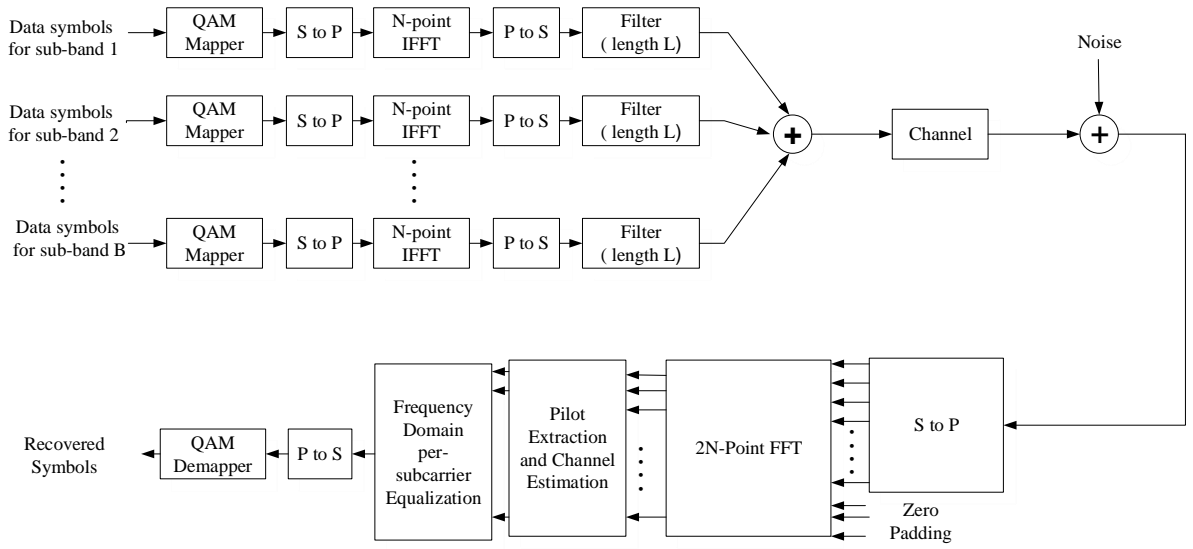 Data symbols
for sub-band 1
QAM
Mapper
S to P
N-point
IFFT
P to S
Filter
( length L)
Noise
Data symbols
for sub-band 2
QAM
Mapper
S to P
N-point
IFFT
P to S
Filter
( length L)
+
Channel
+
Data symbols
for sub-band B
QAM
Mapper
S to P
N-point
IFFT
P to S
Filter
( length L)
Recovered
Symbols
QAM
Demapper
P to S
Frequency
Domain
per-
subcarrier
Equalization
Pilot
Extraction
and Channel
Estimation
2N-Point FFT
S to P
Zero
Padding